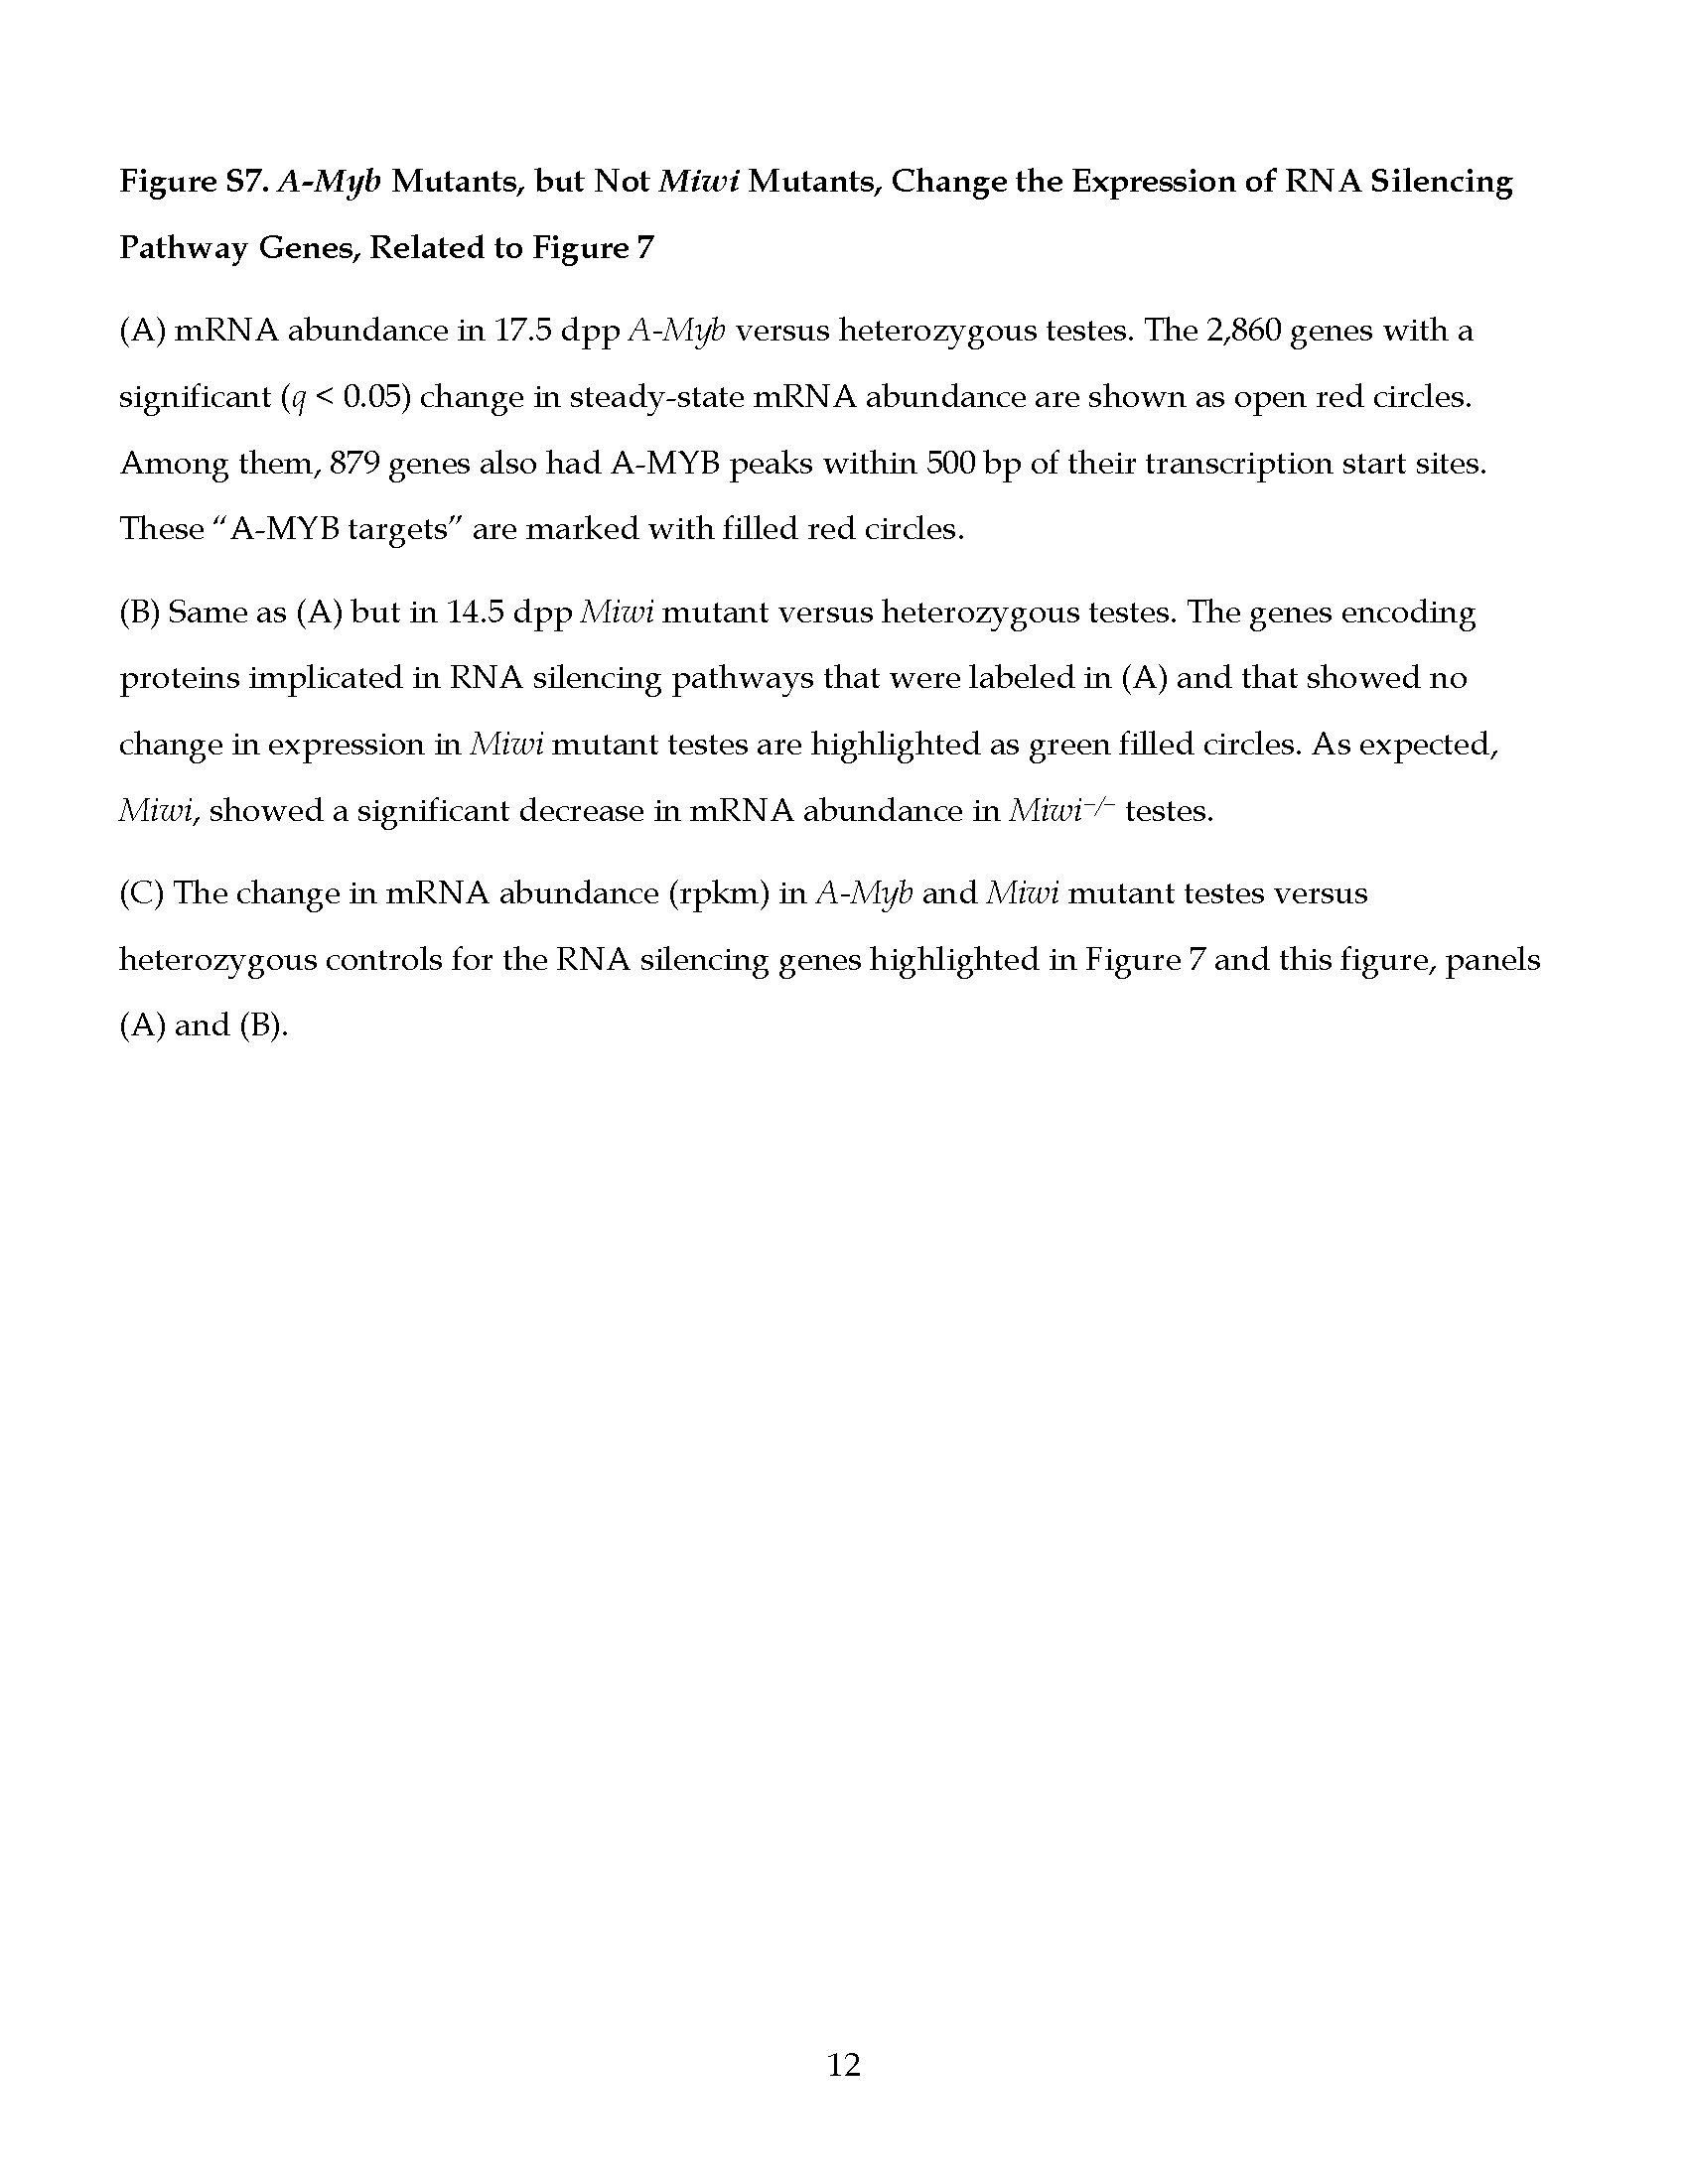 Figure S7. A-Myb Mutants, but Not Miwi Mutants, Change the Expression of RNA Silencing
Pathway Genes, Related to Figure 7
(A) mRNA abundance in 17.5 dpp A-Myb versus heterozygous testes. The 2,860 genes with a
significant (q < 0.05) change in steady-state mRNA abundance are shown as open red circles.
Among them, 879 genes also had A-MYB peaks within 500 bp of their transcription start sites.
These “A-MYB targets” are marked with filled red circles.
(B) Same as (A) but in 14.5 dpp Miwi mutant versus heterozygous testes. The genes encoding
proteins implicated in RNA silencing pathways that were labeled in (A) and that showed no
change in expression in Miwi mutant testes are highlighted as green filled circles. As expected,
Miwi, showed a significant decrease in mRNA abundance in Miwi−/− testes.
(C) The change in mRNA abundance (rpkm) in A-Myb and Miwi mutant testes versus
heterozygous controls for the RNA silencing genes highlighted in Figure 7 and this figure, panels
(A) and (B).
12